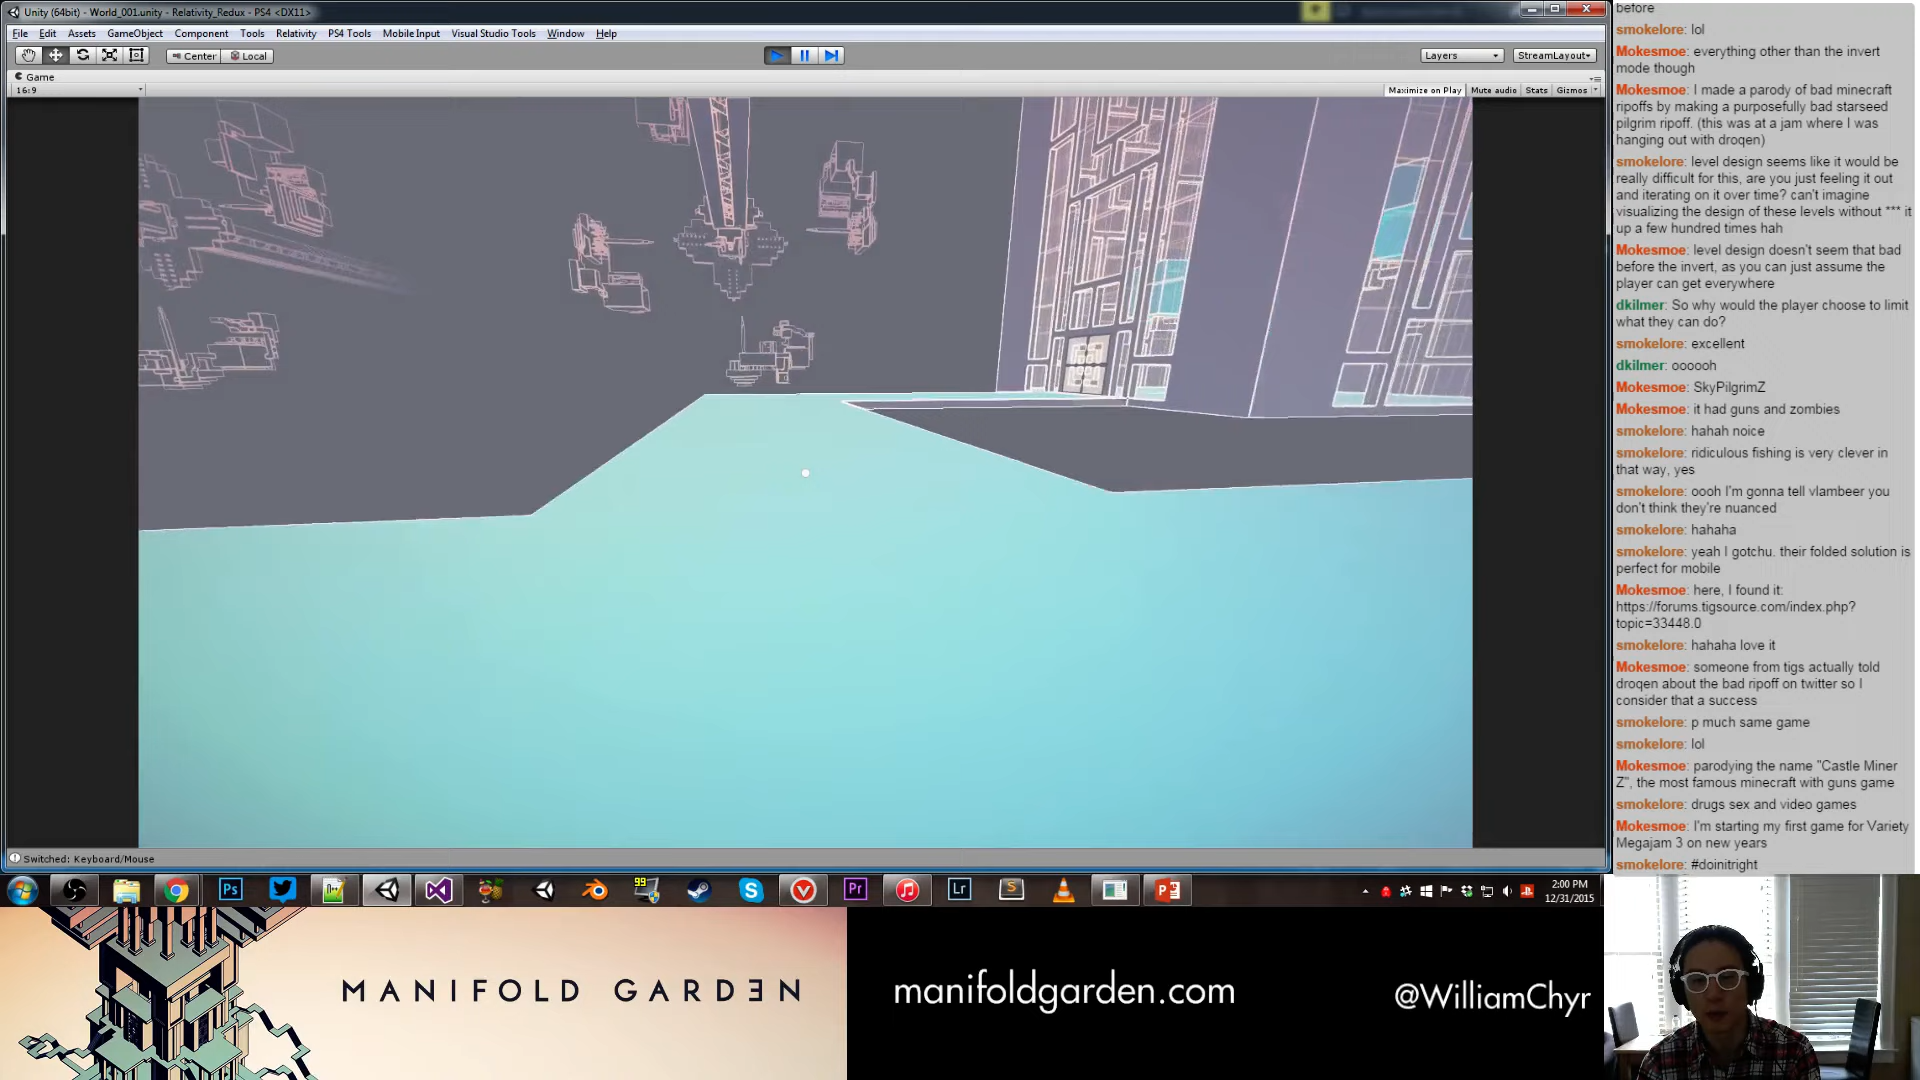 Unity (64bit) - World_001.unity - Relativity_Redux - PS4 <DX11>
File Edit Assets GameObject Component Tools Relativity PS4 Tools Mobile Input Visual Studio Tools Window Help
Center Local Layers StreamLayout
Game
16:9 Maximize on Play Mute audio Stats Gizmos
before
smokelore: lol
Mokesmoe: everything other than the invert
mode though
Mokesmoe: I made a parody of bad minecraft
ripoffs by making a purposefully bad starseed
pilgrim ripoff. (this was at a jam where I was
hanging out with droqen)
smokelore: level design seems like it would be
really difficult for this, are you just feeling it out
and iterating on it over time? can't imagine
visualizing the design of these levels without *** it
up a few hundred times hah
Mokesmoe: level design doesn't seem that bad
before the invert, as you can just assume the
player can get everywhere
dkilmer: So why would the player choose to limit
what they can do?
smokelore: excellent
dkilmer: ooooh
Mokesmoe: SkyPilgrimZ
Mokesmoe: it had guns and zombies
smokelore: hahah noice
smokelore: ridiculous fishing is very clever in
that way, yes
smokelore: oooh I'm gonna tell vlambeer you
don't think they're nuanced
smokelore: hahaha
smokelore: yeah I gotchu. their folded solution is
perfect for mobile
Mokesmoe: here, I found it:
https://forums.tigsource.com/index.php?
topic=33448.0
smokelore: hahaha love it
Mokesmoe: someone from tigs actually told
droqen about the bad ripoff on twitter so I
consider that a success
smokelore: p much same game
smokelore: lol
Mokesmoe: parodying the name "Castle Miner
Z", the most famous minecraft with guns game
smokelore: drugs sex and video games
Mokesmoe: I'm starting my first game for Variety
Megajam 3 on new years
smokelore: #doinitright
Switched: Keyboard/Mouse
Ps 99 Pr Lr S
2:00 PM
12/31/2015
MANIFOLD GARDƎN
manifoldgarden.com
@WilliamChyr